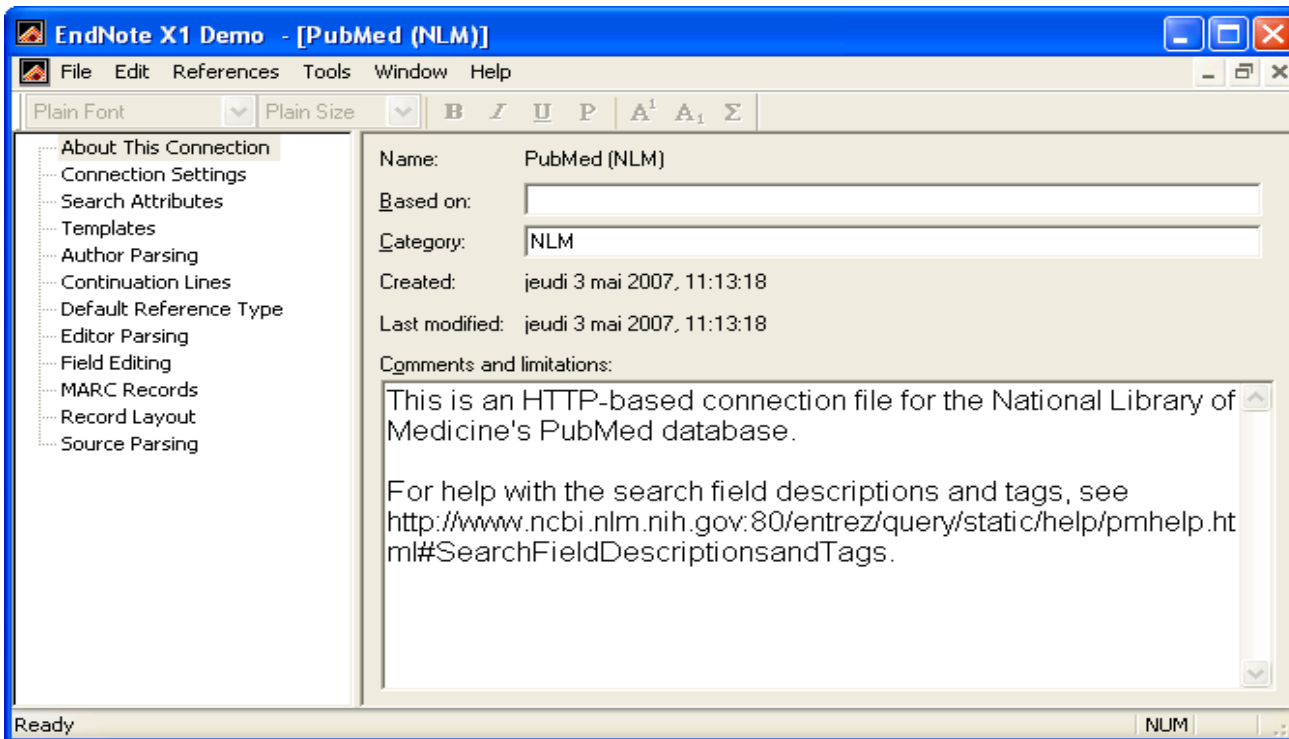 EndNote X1 Demo - [PubMed (NLM)]
File Edit References Tools Window Help
Plain Font Plain Size B I U P A¹ A₁ Σ
About This Connection
Connection Settings
Search Attributes
Templates
Author Parsing
Continuation Lines
Default Reference Type
Editor Parsing
Field Editing
MARC Records
Record Layout
Source Parsing
Name: PubMed (NLM)
Based on:
Category: NLM
Created: jeudi 3 mai 2007, 11:13:18
Last modified: jeudi 3 mai 2007, 11:13:18
Comments and limitations:
This is an HTTP-based connection file for the National Library of
Medicine's PubMed database.
For help with the search field descriptions and tags, see
http://www.ncbi.nlm.nih.gov:80/entrez/query/static/help/pmhelp.ht
ml#SearchFieldDescriptionsandTags.
Ready NUM